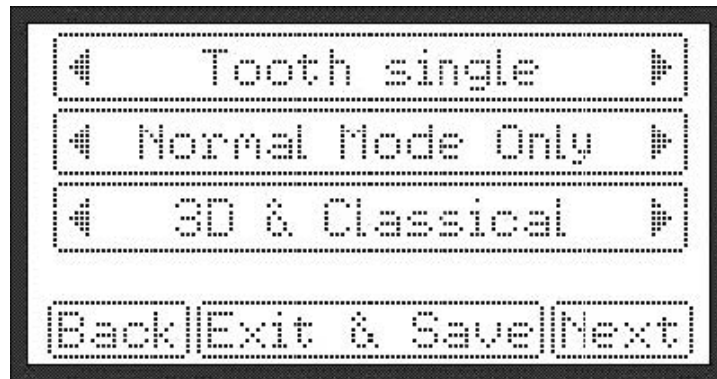 Tooth single
Normal Mode Only
3D & Classical
Back Exit & Save Next